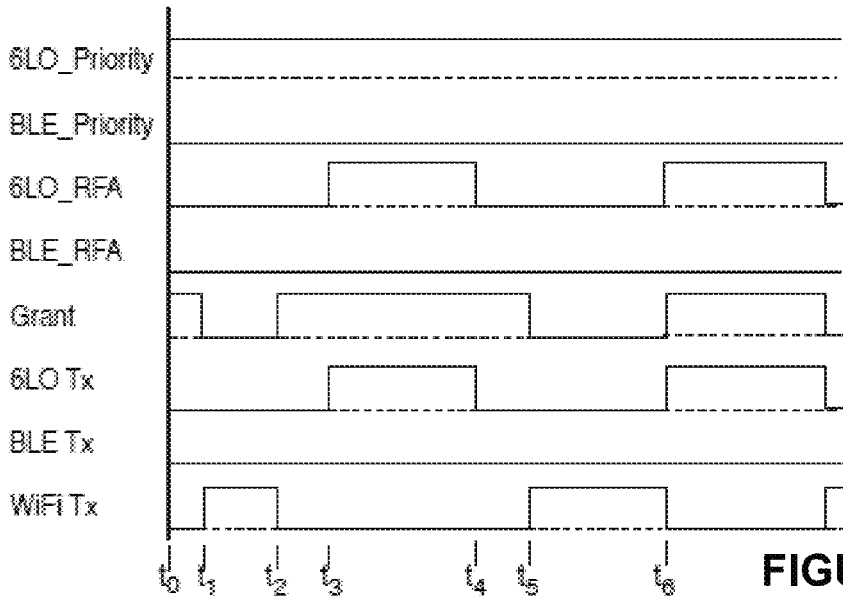 6LO_Priority
BLE_Priority
6LO_RFA
BLE_RFA
Grant
6LO Tx
BLE Tx
WiFi Tx
t0 t1 t2 t3 t4 t5 t6
FIGU